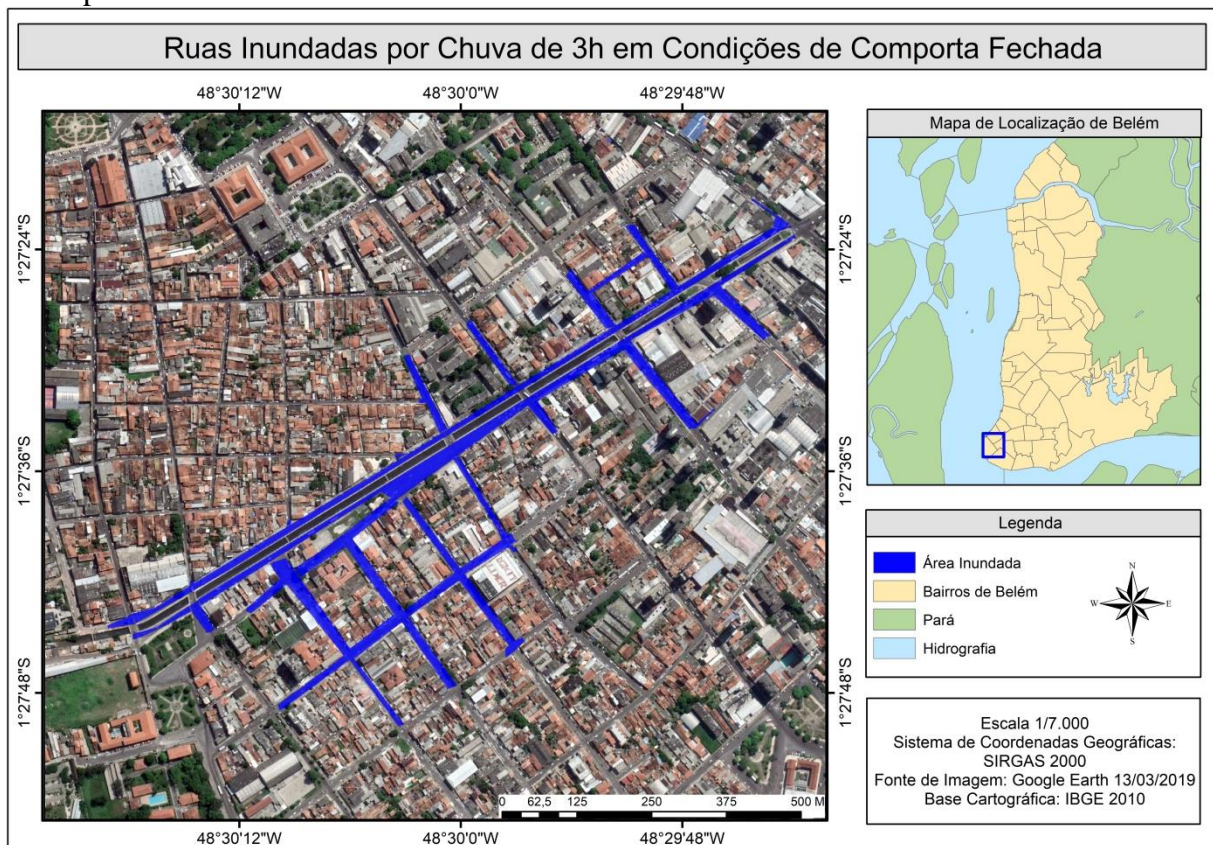 Ruas Inundadas por Chuva de 3h em Condições de Comporta Fechada
48°30'12"W
48°30'0"W
48°29'48"W
1°27'24"S
1°27'36"S
1°27'48"S
1°27'24"S
1°27'36"S
1°27'48"S
0 62,5 125 250 375 500 M
48°30'12"W
48°30'0"W
48°29'48"W
Mapa de Localização de Belém
Legenda
Área Inundada
Bairros de Belém
Pará
Hidrografia
N
W E
S
Escala 1/7.000
Sistema de Coordenadas Geográficas:
SIRGAS 2000
Fonte de Imagem: Google Earth 13/03/2019
Base Cartográfica: IBGE 2010